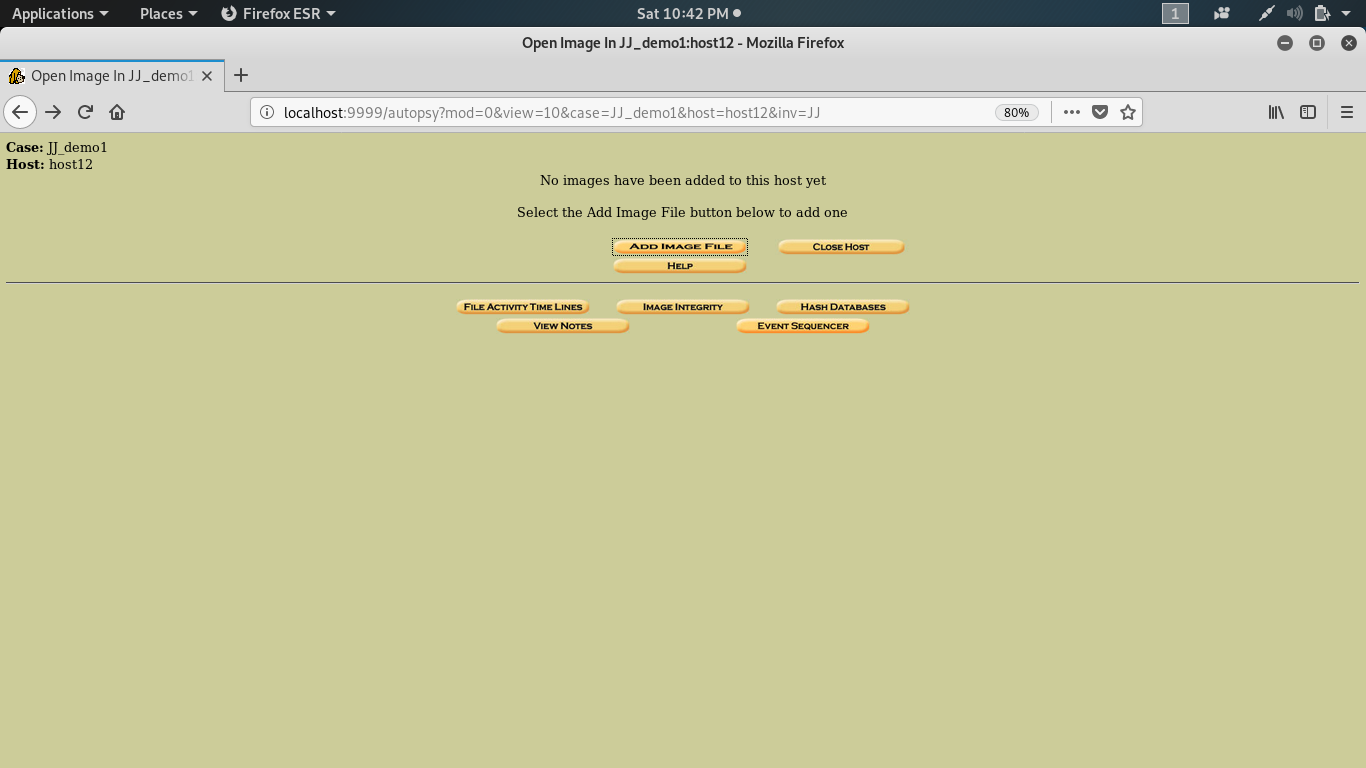 Applications Places Firefox ESR Sat 10:42 PM 1
Open Image In JJ_demo1:host12 - Mozilla Firefox
Open Image In JJ_demo1
localhost:9999/autopsy?mod=0&view=10&case=JJ_demo1&host=host12&inv=JJ 80%
Case: JJ_demo1
Host: host12
No images have been added to this host yet
Select the Add Image File button below to add one
ADD IMAGE FILE CLOSE HOST
HELP
FILE ACTIVITY TIME LINES IMAGE INTEGRITY HASH DATABASES
VIEW NOTES EVENT SEQUENCER